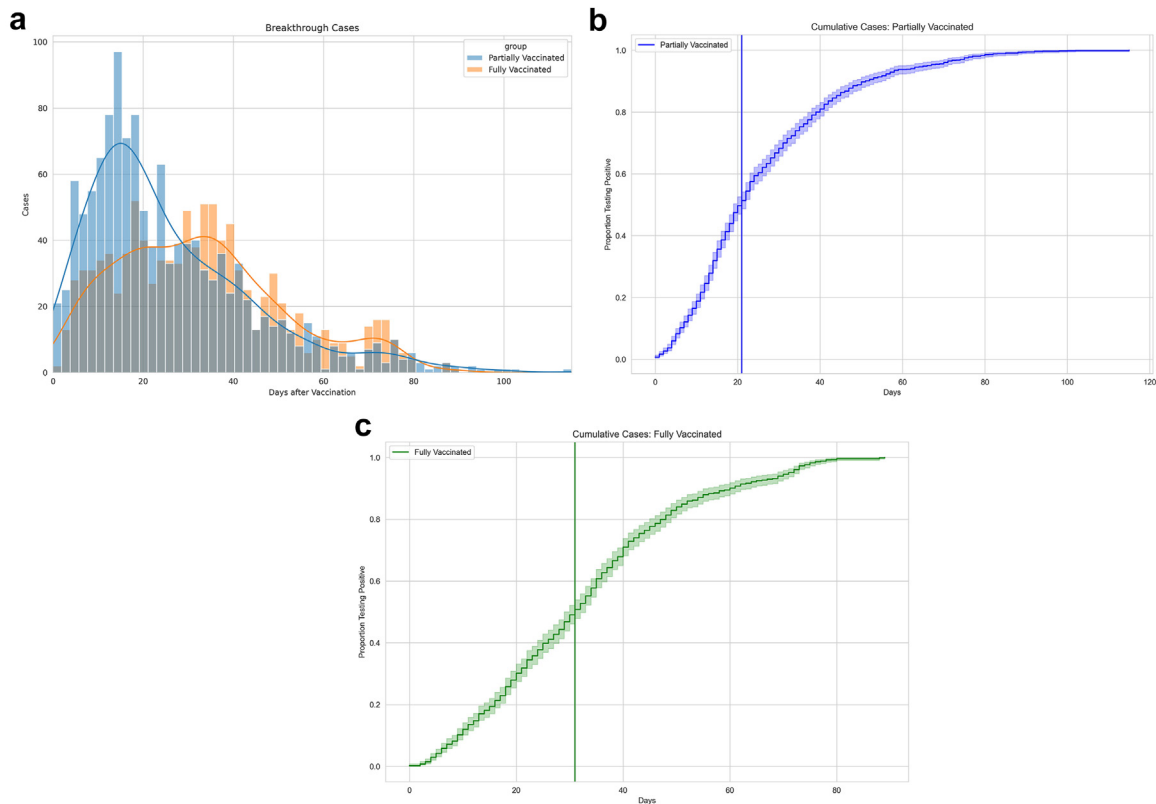 a
Breakthrough Cases
group
Partially Vaccinated
Fully Vaccinated
Cases
100
80
60
40
20
0
0 20 40 60 80 100
Days after Vaccination
b
Cumulative Cases: Partially Vaccinated
Partially Vaccinated
Proportion Testing Positive
1.0
0.8
0.6
0.4
0.2
0.0
0 20 40 60 80 100 120
Days
c
Cumulative Cases: Fully Vaccinated
Fully Vaccinated
Proportion Testing Positive
1.0
0.8
0.6
0.4
0.2
0.0
0 20 40 60 80
Days